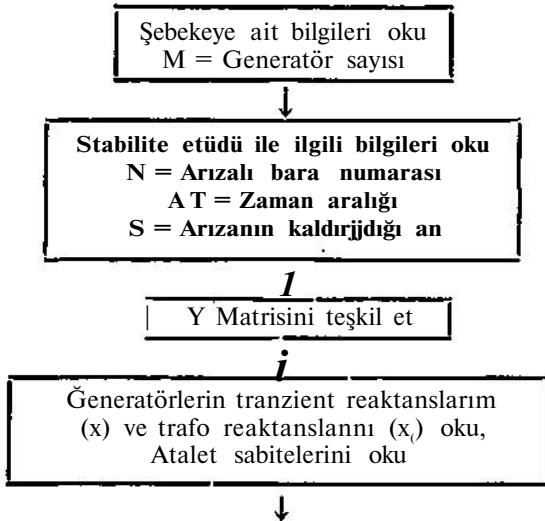 Şebekeye ait bilgileri oku
M = Generatör sayısı
Stabilite etüdü ile ilgili bilgileri oku
N = Arızalı bara numarası
AT = Zaman aralığı
S = Arızanın kaldırjjdığı an
1
Y Matrisini teşkil et
i
Ğeneratörlerin tranzient reaktanslarım
(x) ve trafo reaktanslannı (x₍) oku,
Atalet sabitelerini oku